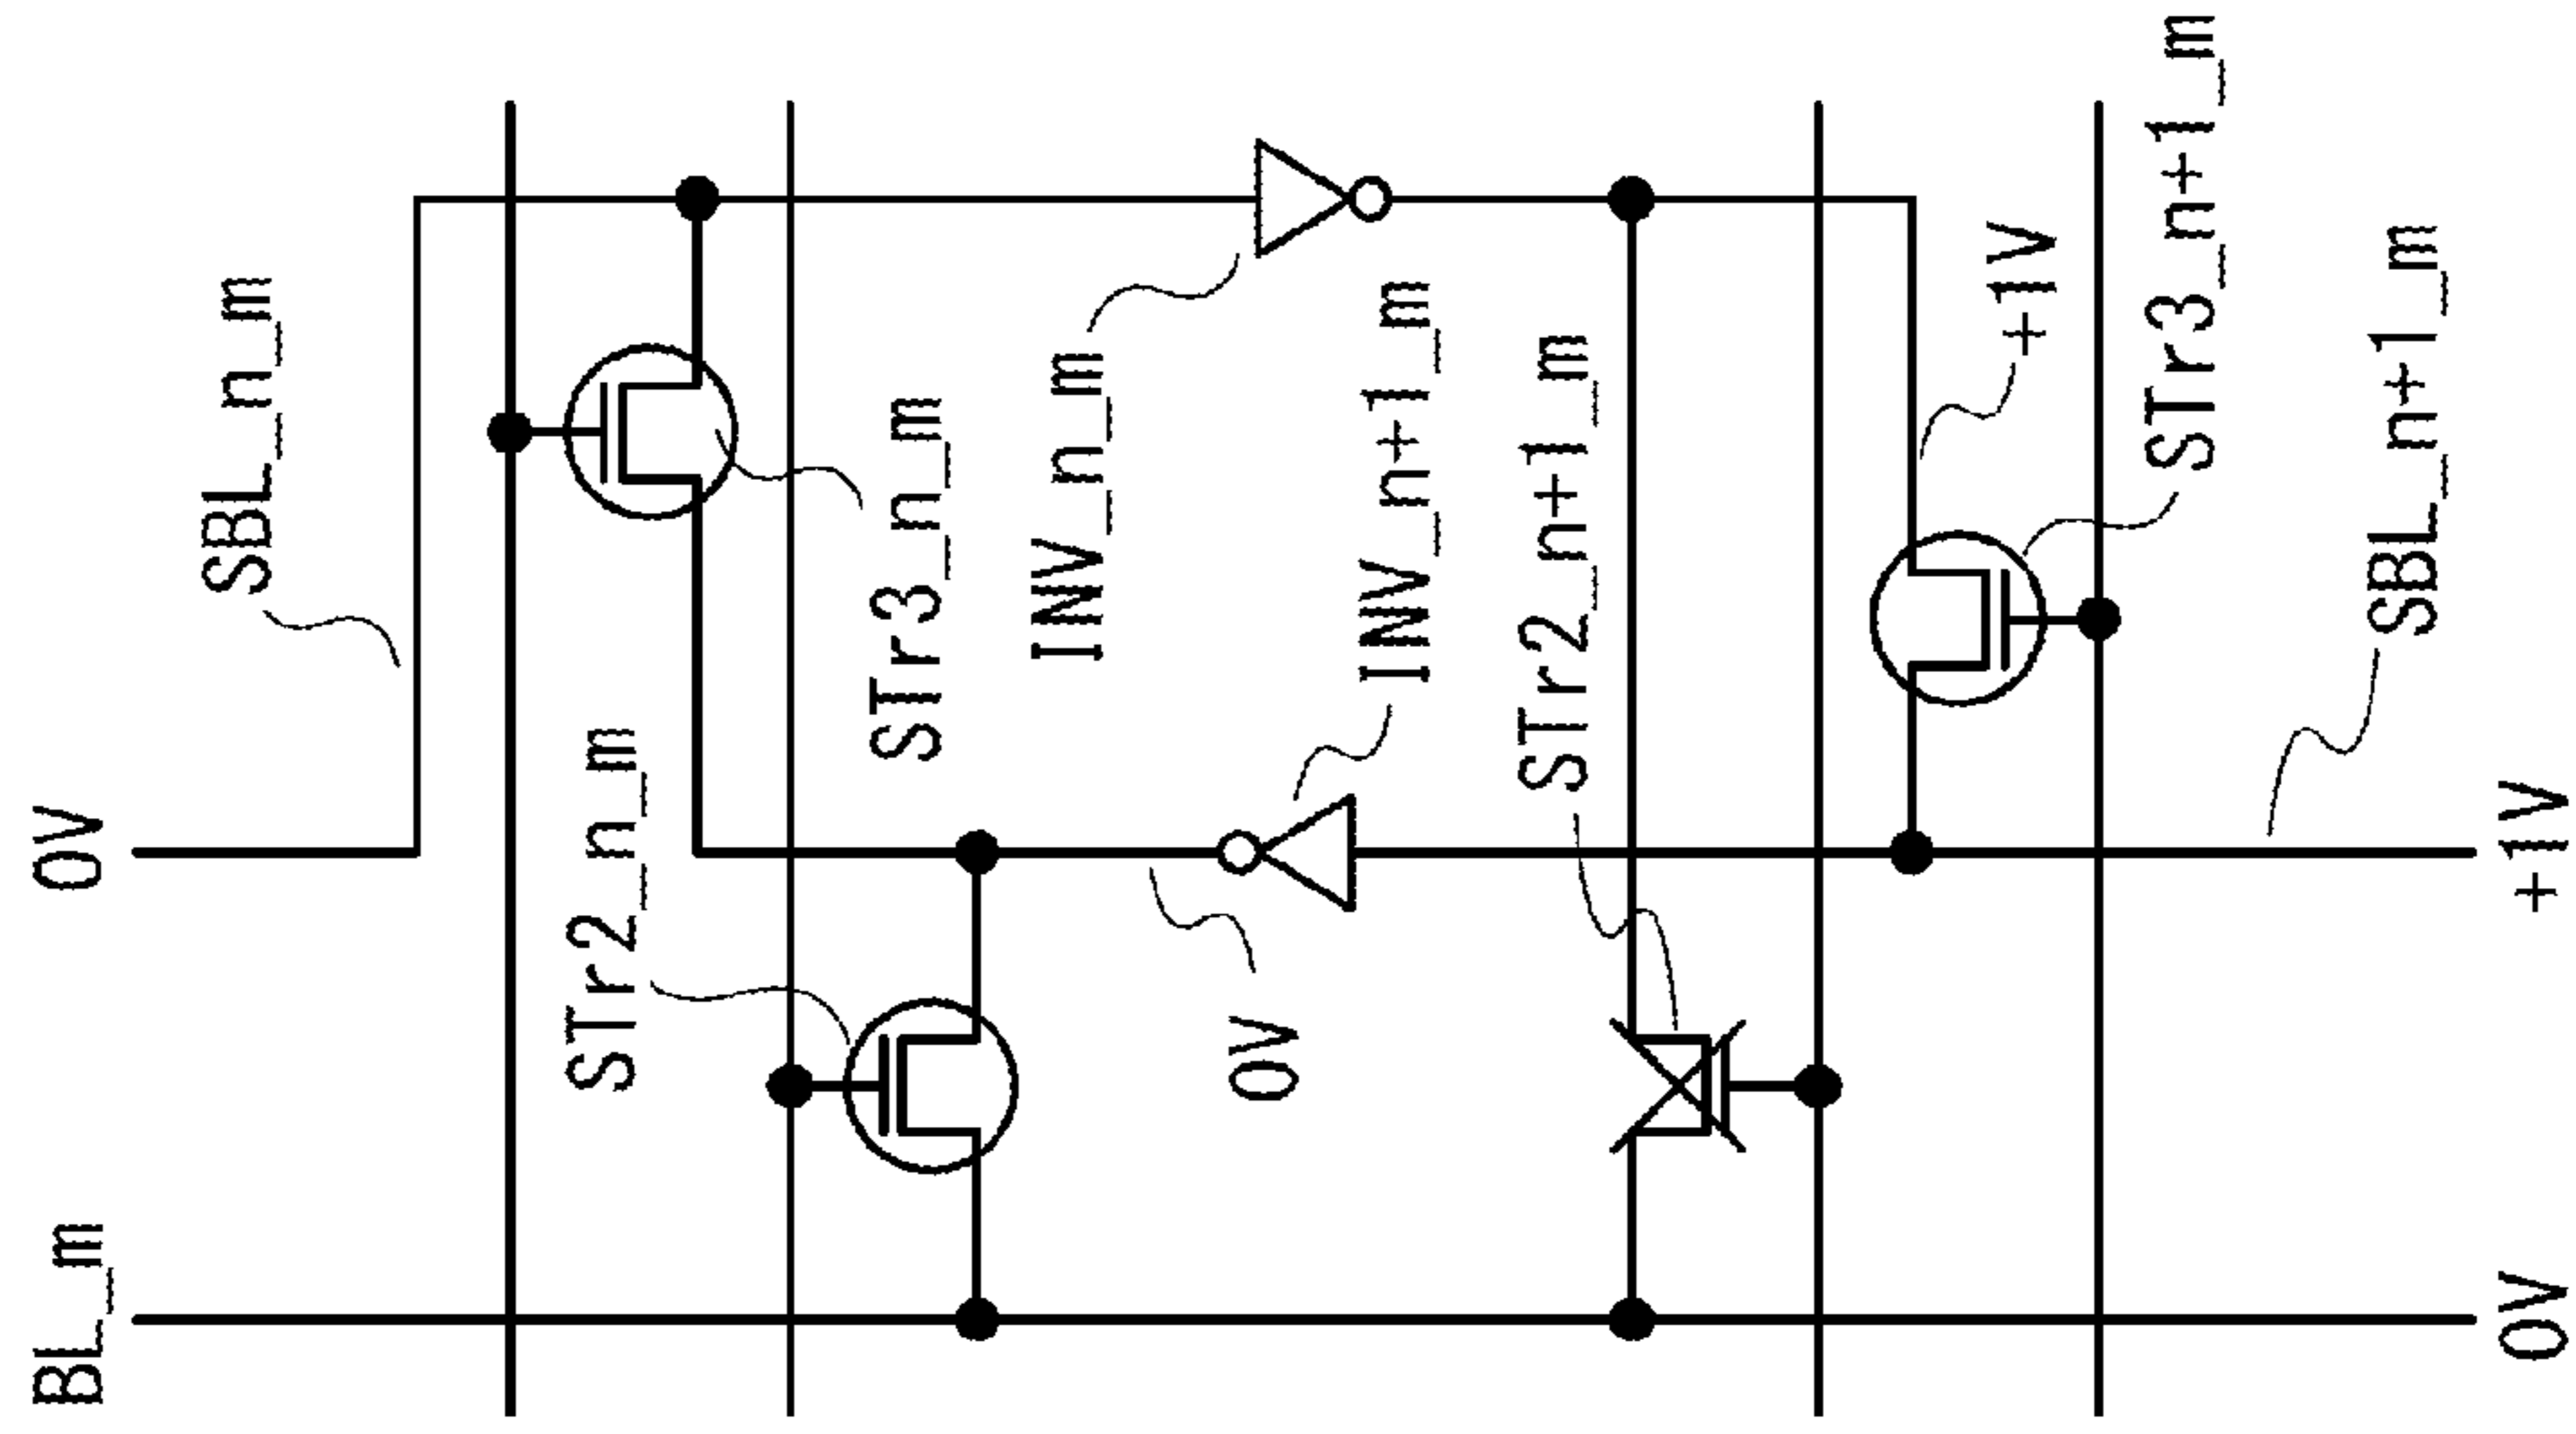 SBL_n_m
STr3_n_m
INV_n_m
INV_n+1_m
STr2_n+1_m
+1V
STr3_n+1_m
SBL_n+1_m
0V
STr2_n_m
0V
+1V
BL_m
0V